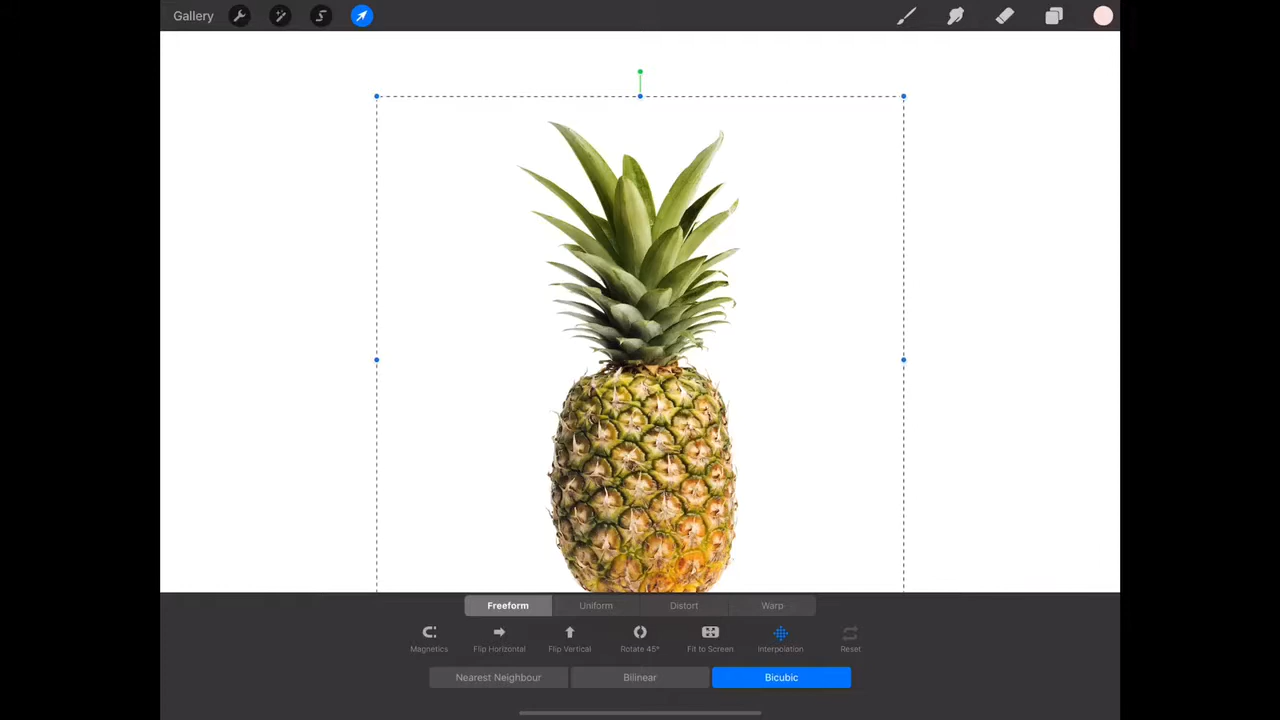 Gallery
Freeform Uniform Distort Warp
Magnetics Flip Horizontal Flip Vertical Rotate 45° Fit to Screen Interpolation Reset
Nearest Neighbour Bilinear Bicubic